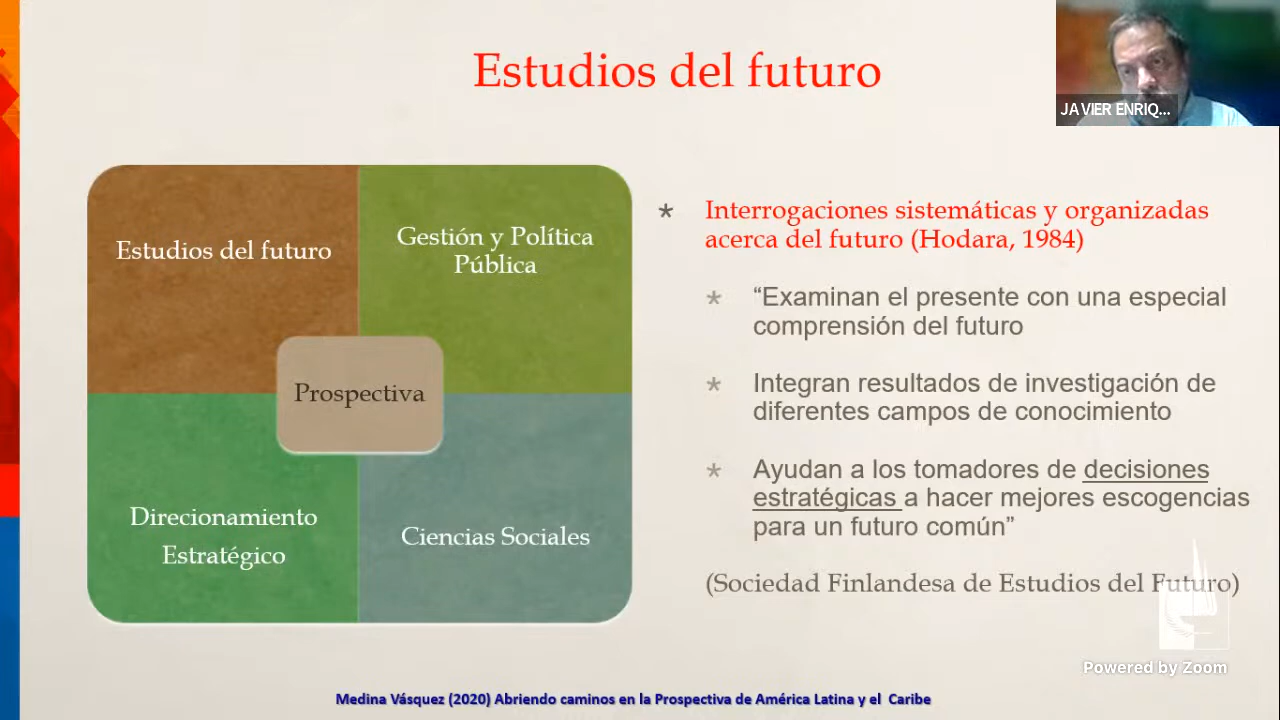 Estudios del futuro
JAVIER ENRIQ...
Estudios del futuro
Gestión y Política
Pública
Prospectiva
Direcionamiento
Estratégico
Ciencias Sociales
* Interrogaciones sistemáticas y organizadas
acerca del futuro (Hodara, 1984)
* “Examinan el presente con una especial
comprensión del futuro
* Integran resultados de investigación de
diferentes campos de conocimiento
* Ayudan a los tomadores de decisiones
estratégicas a hacer mejores escogencias
para un futuro común”
(Sociedad Finlandesa de Estudios del Futuro)
Powered by Zoom
Medina Vásquez (2020) Abriendo caminos en la Prospectiva de América Latina y el Caribe